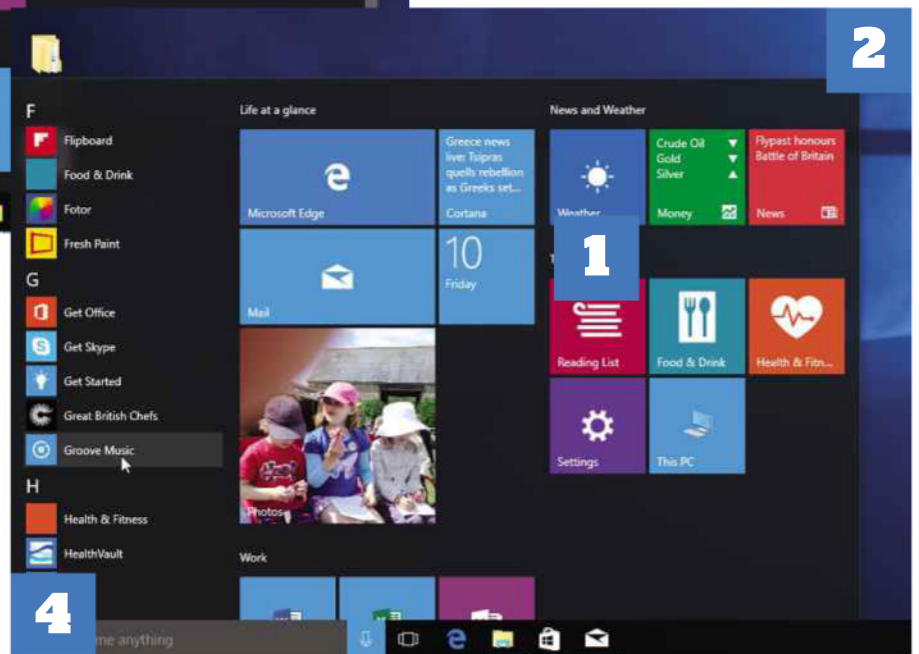 2
F
Flipboard
Food & Drink
Fotor
Fresh Paint
G
Get Office
Get Skype
Get Started
Great British Chefs
Groove Music
H
Health & Fitness
HealthVault
4
me anything
Life at a glance
Microsoft Edge
Greece news
live: Tsipras
quells rebellion
as Greeks set...
Cortana
Mail
10
Friday
Photos
Work
News and Weather
Weather
Crude Oil
Gold
Silver
Money
Flypast honours
Battle of Britain
News
1
Reading List
Food & Drink
Health & Fitn...
Settings
This PC